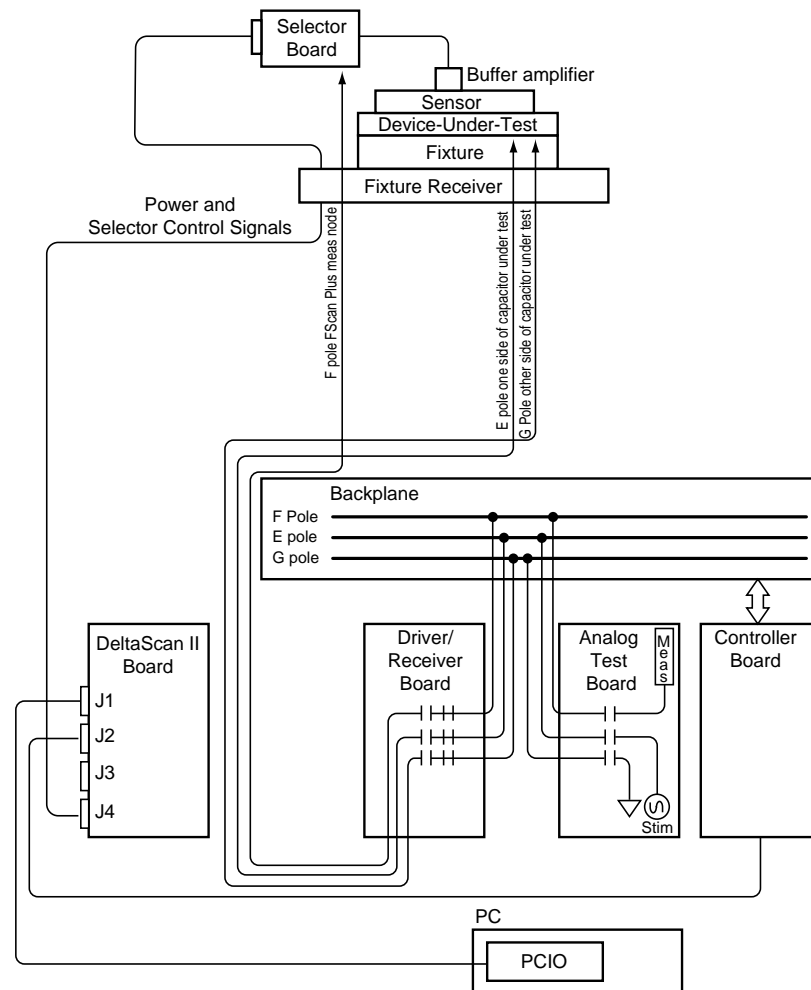 Selector
Board
Buffer amplifier
Sensor
Device-Under-Test
Fixture
Fixture Receiver
Power and
Selector Control Signals
F pole FScan Plus meas node
E pole one side of capacitor under test
G Pole other side of capacitor under test
Backplane
F Pole
E pole
G pole
DeltaScan II
Board
J1
J2
J3
J4
Driver/
Receiver
Board
Analog
Test
Board
Meas
Stim
Controller
Board
PC
PCIO